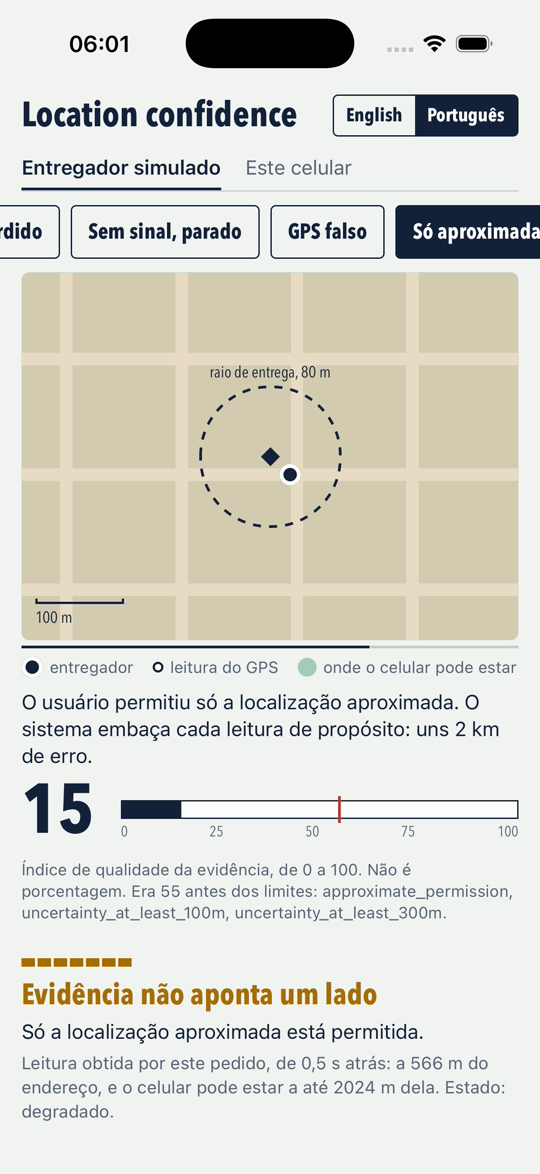 06:01
Location confidence
English
Português
Entregador simulado
Este celular
rdido
Sem sinal, parado
GPS falso
Só aproximada
raio de entrega, 80 m
100 m
entregador
leitura do GPS
onde o celular pode estar
O usuário permitiu só a localização aproximada. O
sistema embaça cada leitura de propósito: uns 2 km
de erro.
15
0
25
50
75
100
Índice de qualidade da evidência, de 0 a 100. Não é
porcentagem. Era 55 antes dos limites: approximate_permission,
uncertainty_at_least_100m, uncertainty_at_least_300m.
Evidência não aponta um lado
Só a localização aproximada está permitida.
Leitura obtida por este pedido, de 0,5 s atrás: a 566 m do
endereço, e o celular pode estar a até 2024 m dela. Estado:
degradado.